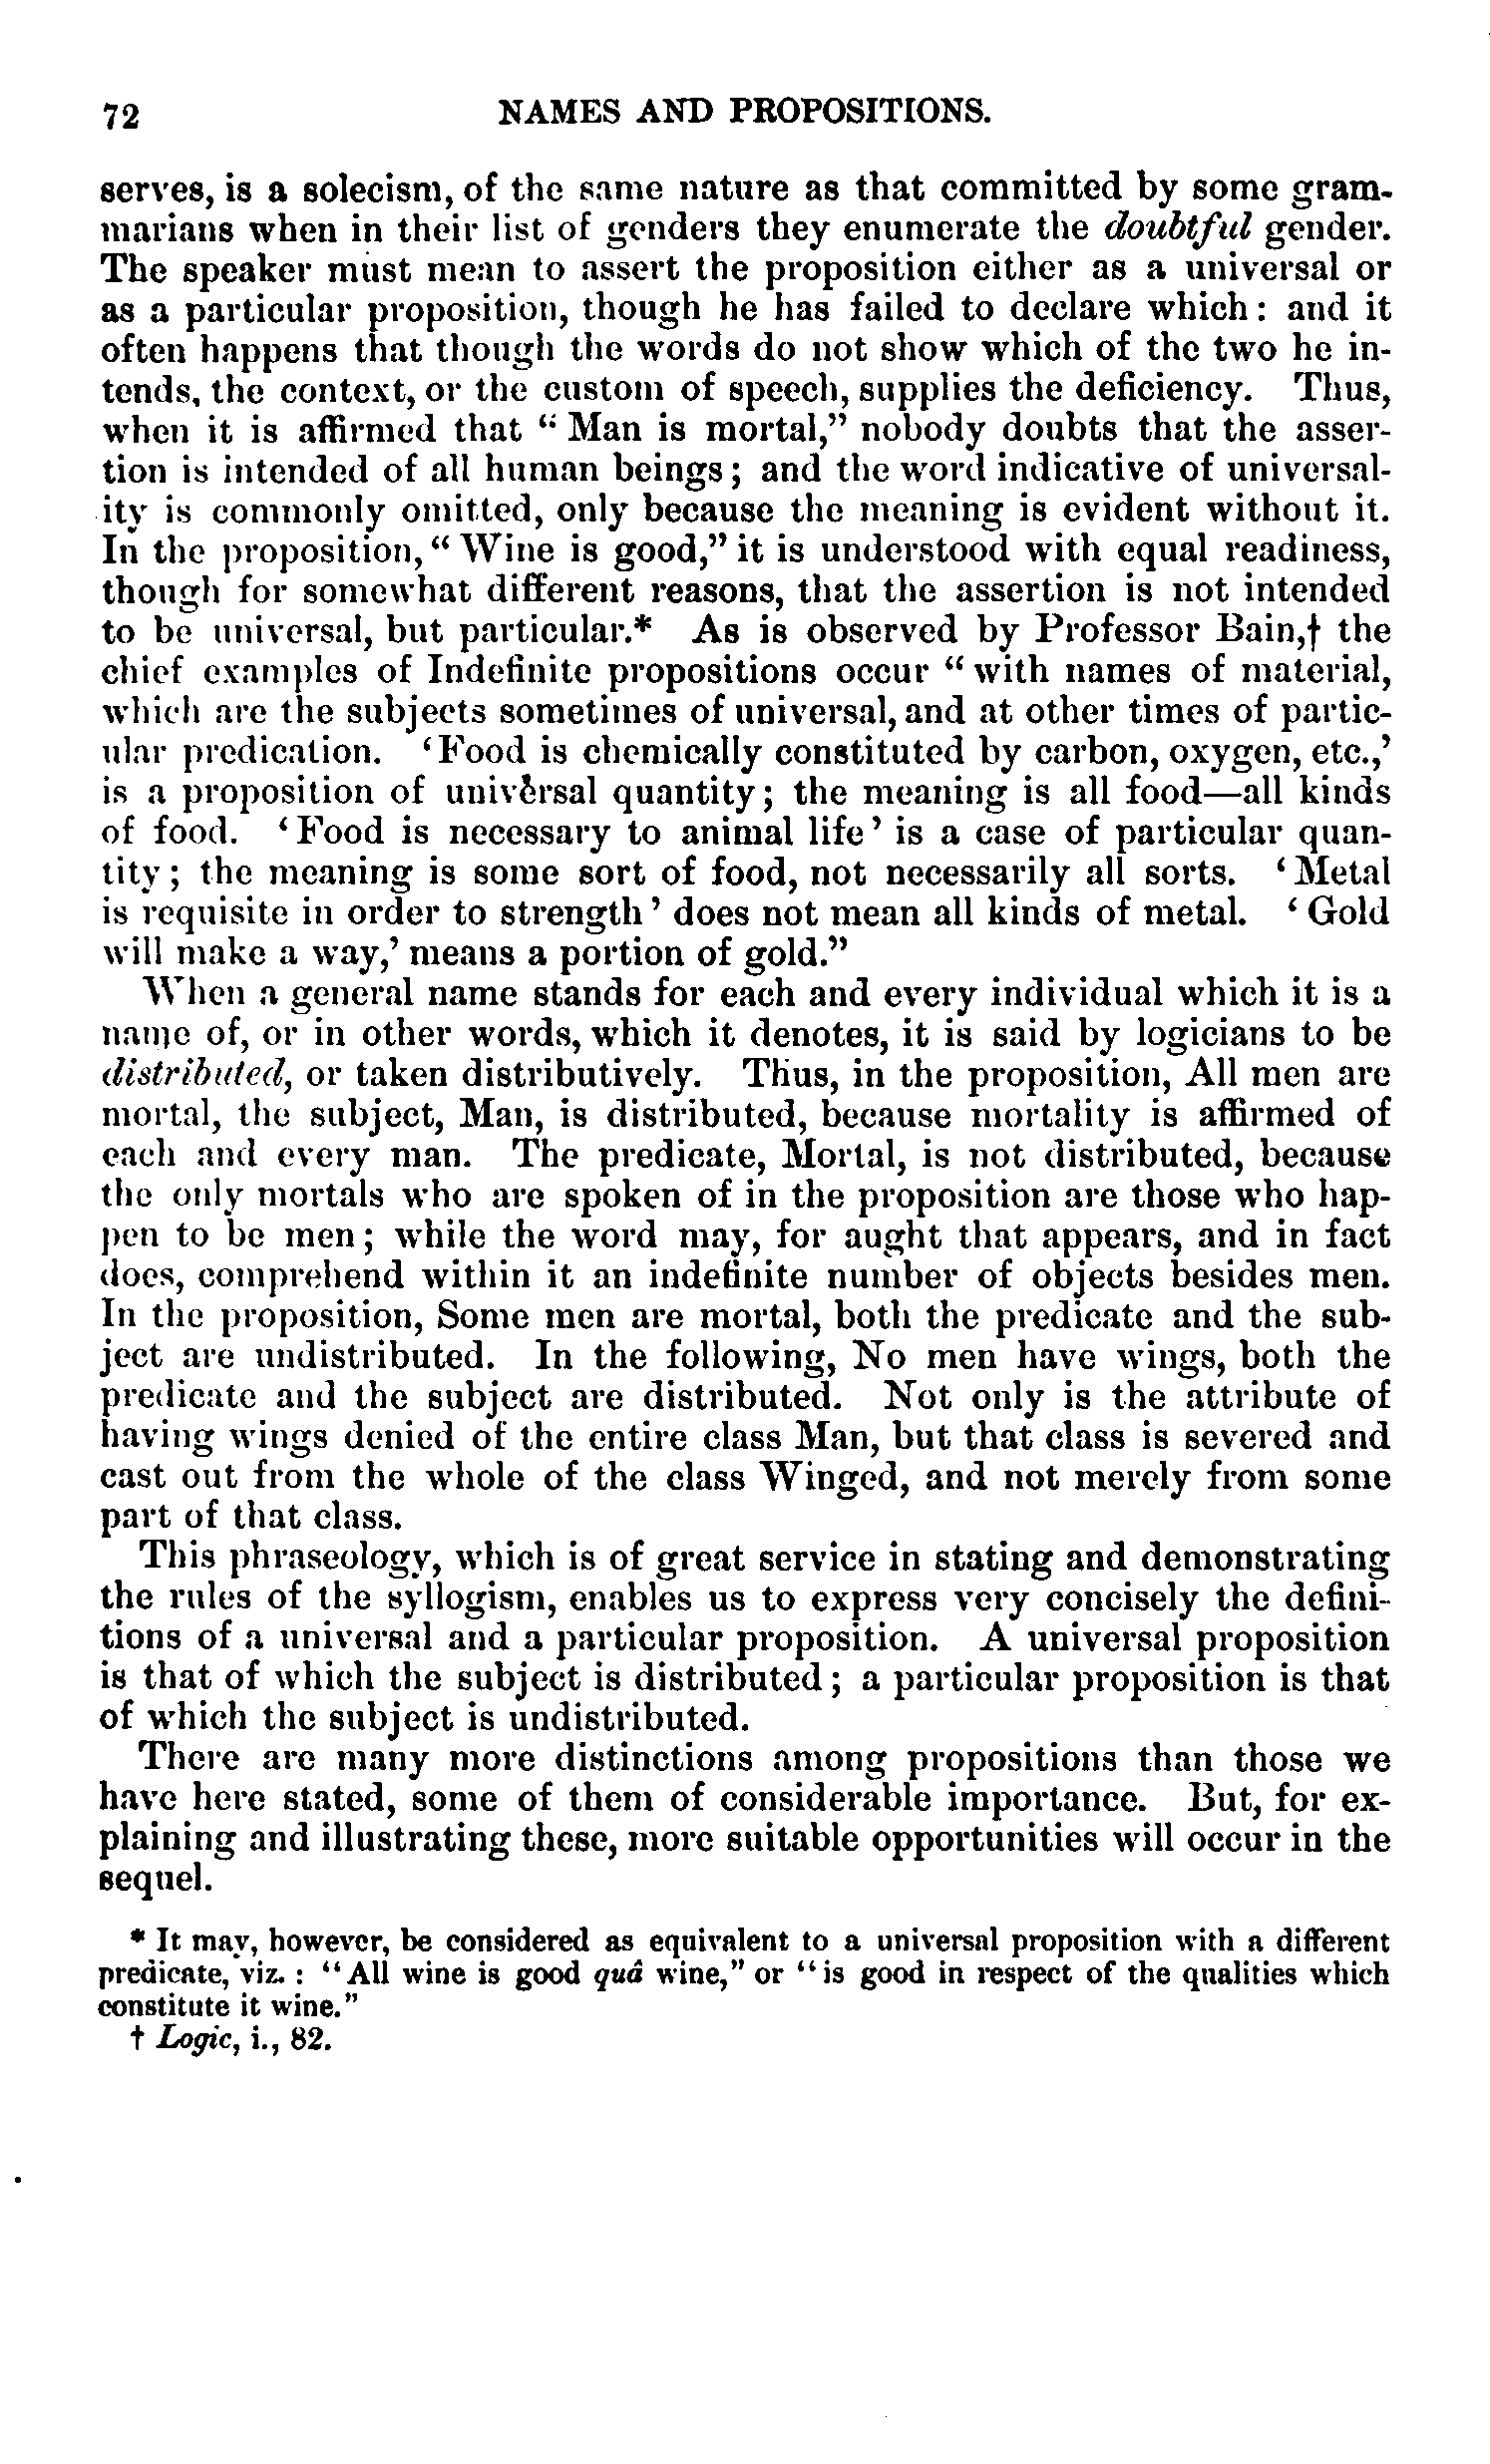 72 NAMES AND PROPOSITIONS.
serves, is a solecism, of the same nature as that committed by some gram-
marians when in their list of genders they enumerate the doubtful gender.
The speaker must mean to assert the proposition either as a universal or
as a particular proposition, though he has failed to declare which: and it
often happens that though the words do not show which of the two he in-
tends, the context, or the custom of speech, supplies the deficiency. Thus,
when it is affirmed that “Man is mortal,” nobody doubts that the asser-
tion is intended of all human beings; and the word indicative of universal-
ity is commonly omitted, only because the meaning is evident without it.
In the proposition, “Wine is good,” it is understood with equal readiness,
though for somewhat different reasons, that the assertion is not intended
to be universal, but particular.* As is observed by Professor Bain,† the
chief examples of Indefinite propositions occur “with names of material,
which are the subjects sometimes of universal, and at other times of partic-
ular predication. ‘Food is chemically constituted by carbon, oxygen, etc.,’
is a proposition of universal quantity; the meaning is all food—all kinds
of food. ‘Food is necessary to animal life’ is a case of particular quan-
tity; the meaning is some sort of food, not necessarily all sorts. ‘Metal
is requisite in order to strength’ does not mean all kinds of metal. ‘Gold
will make a way,’ means a portion of gold.”
When a general name stands for each and every individual which it is a
name of, or in other words, which it denotes, it is said by logicians to be
distributed, or taken distributively. Thus, in the proposition, All men are
mortal, the subject, Man, is distributed, because mortality is affirmed of
each and every man. The predicate, Mortal, is not distributed, because
the only mortals who are spoken of in the proposition are those who hap-
pen to be men; while the word may, for aught that appears, and in fact
does, comprehend within it an indefinite number of objects besides men.
In the proposition, Some men are mortal, both the predicate and the sub-
ject are undistributed. In the following, No men have wings, both the
predicate and the subject are distributed. Not only is the attribute of
having wings denied of the entire class Man, but that class is severed and
cast out from the whole of the class Winged, and not merely from some
part of that class.
This phraseology, which is of great service in stating and demonstrating
the rules of the syllogism, enables us to express very concisely the defini-
tions of a universal and a particular proposition. A universal proposition
is that of which the subject is distributed; a particular proposition is that
of which the subject is undistributed.
There are many more distinctions among propositions than those we
have here stated, some of them of considerable importance. But, for ex-
plaining and illustrating these, more suitable opportunities will occur in the
sequel.
* It may, however, be considered as equivalent to a universal proposition with a different
predicate, viz.: “All wine is good quâ wine,” or “is good in respect of the qualities which
constitute it wine.”
† Logic, i., 82.